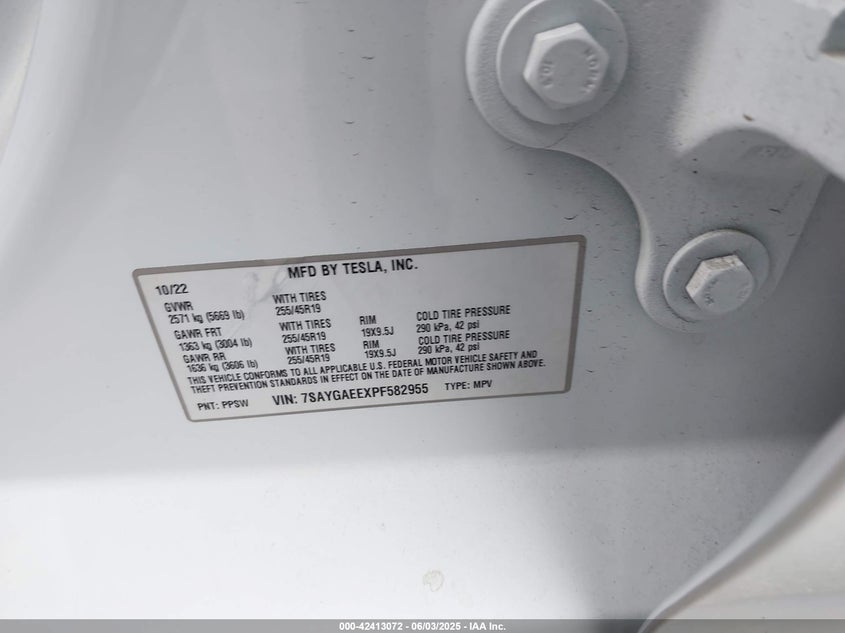 MFD BY TESLA, INC.
10/22
GVWR
2571 kg (5669 lb)
WITH TIRES
255/45R19
GAWR FRT
1363 kg (3004 lb)
WITH TIRES
255/45R19
RIM
19X9.5J
COLD TIRE PRESSURE
290 kPa, 42 psi
GAWR RR
1636 kg (3606 lb)
WITH TIRES
255/45R19
RIM
19X9.5J
COLD TIRE PRESSURE
290 kPa, 42 psi
THIS VEHICLE CONFORMS TO ALL APPLICABLE U.S. FEDERAL MOTOR VEHICLE SAFETY AND
THEFT PREVENTION STANDARDS IN EFFECT ON THE DATE OF MANUFACTURE SHOWN ABOVE.
PNT: PPSW VIN: 7SAYGAEEXPF582955 TYPE: MPV
10.9
000-42413072 - 06/03/2025 - IAA Inc.